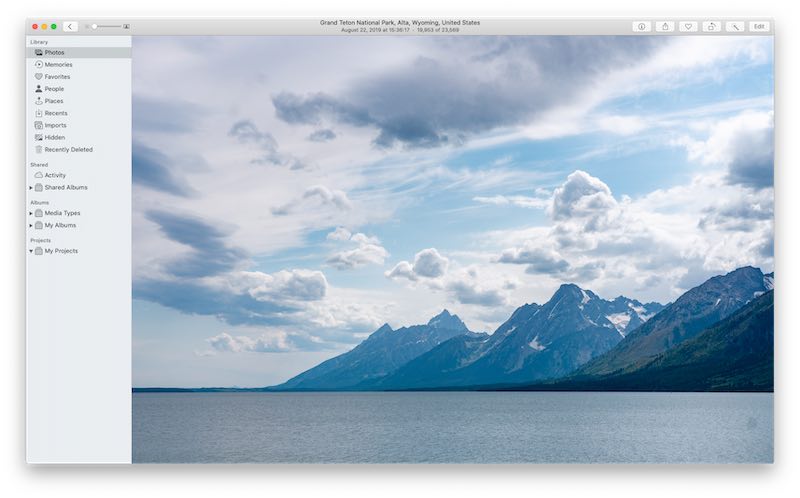 Grand Teton National Park, Alta, Wyoming, United States
August 22, 2019 at 15:36:17 · 19,953 of 23,569
Edit
Library
Photos
Memories
Favorites
People
Places
Recents
Imports
Hidden
Recently Deleted
Shared
Activity
Shared Albums
Albums
Media Types
My Albums
Projects
My Projects